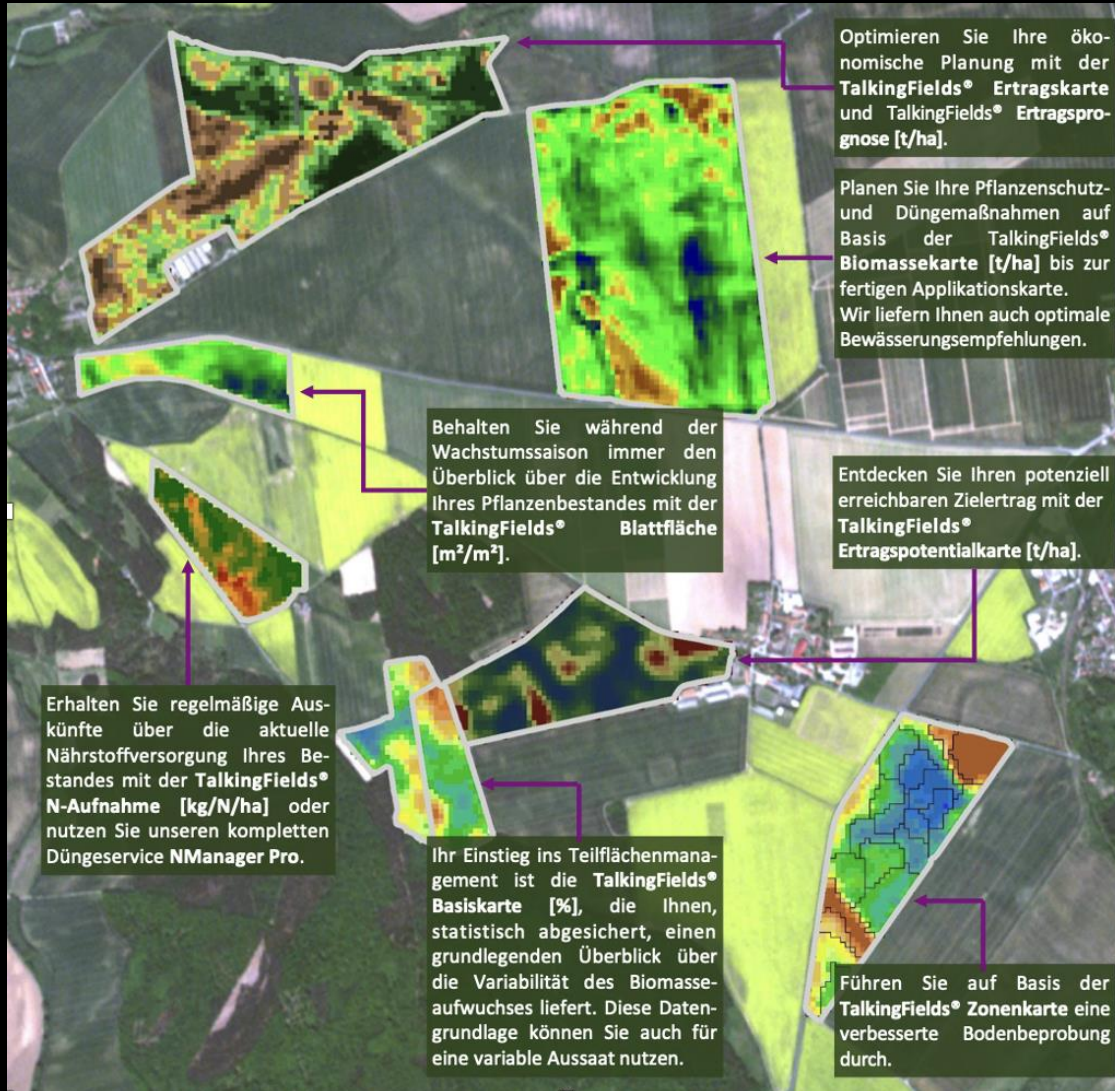 Optimieren Sie Ihre öko-
nomische Planung mit der
TalkingFields® Ertragskarte
und TalkingFields® Ertragspro-
gnose [t/ha].
Planen Sie Ihre Pflanzenschutz-
und Düngemaßnahmen auf
Basis der TalkingFields®
Biomassekarte [t/ha] bis zur
fertigen Applikationskarte.
Wir liefern Ihnen auch optimale
Bewässerungsempfehlungen.
Behalten Sie während der
Wachstumssaison immer den
Überblick über die Entwicklung
Ihres Pflanzenbestandes mit der
TalkingFields® Blattfläche
[m²/m²].
Entdecken Sie Ihren potenziell
erreichbaren Zielertrag mit der
TalkingFields®
Ertragspotentialkarte [t/ha].
Erhalten Sie regelmäßige Aus-
künfte über die aktuelle
Nährstoffversorgung Ihres Be-
standes mit der TalkingFields®
N-Aufnahme [kg/N/ha] oder
nutzen Sie unseren kompletten
Düngeservice NManager Pro.
Ihr Einstieg ins Teilflächenmana-
gement ist die TalkingFields®
Basiskarte [%], die Ihnen,
statistisch abgesichert, einen
grundlegenden Überblick über
die Variabilität des Biomasse-
aufwuchses liefert. Diese Daten-
grundlage können Sie auch für
eine variable Aussaat nutzen.
Führen Sie auf Basis der
TalkingFields® Zonenkarte eine
verbesserte Bodenbeprobung
durch.